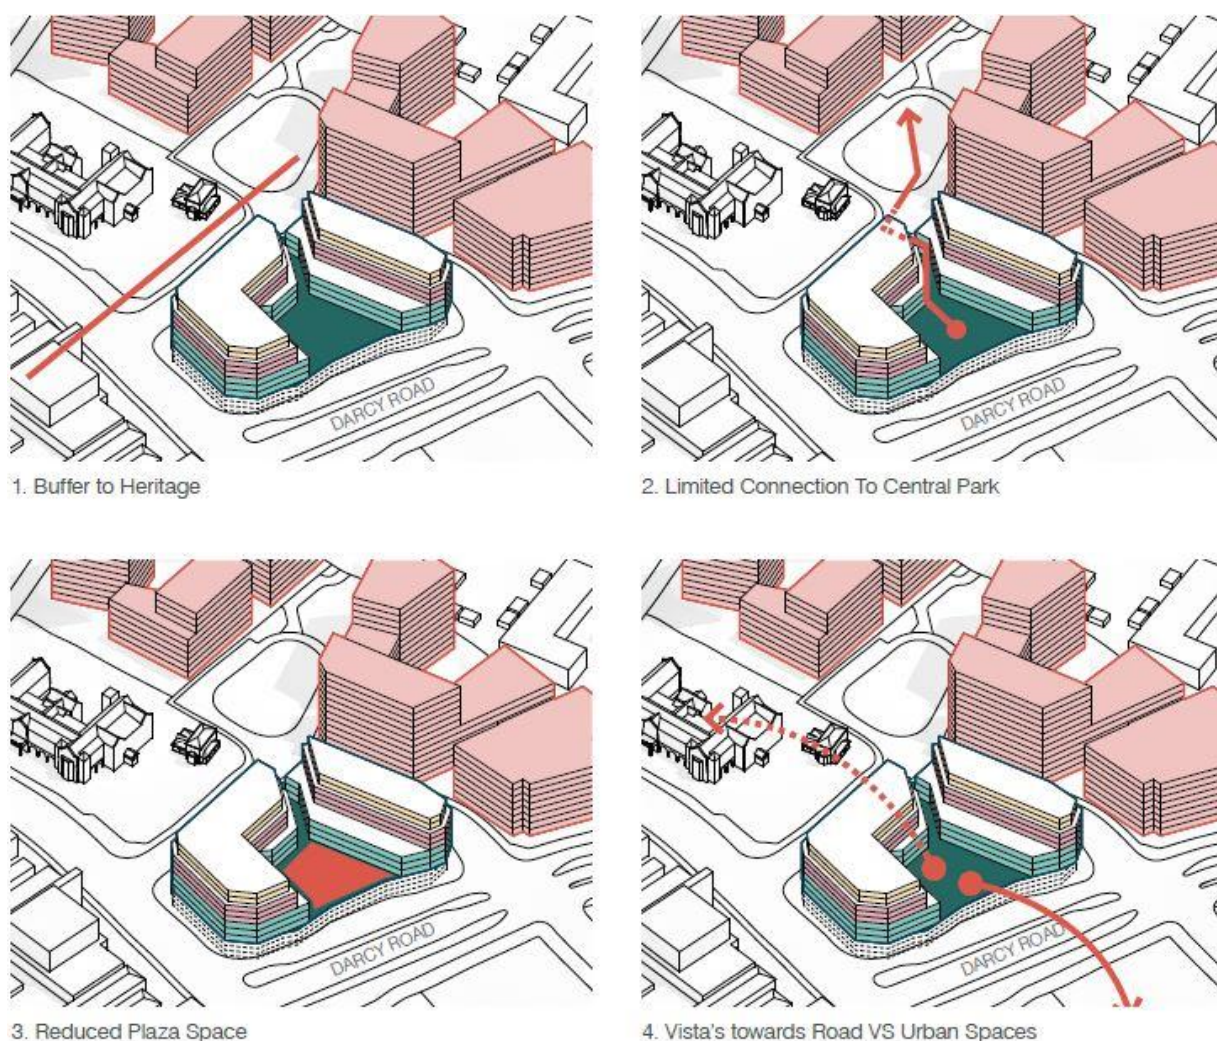 DARCY ROAD
DARCY ROAD
1. Buffer to Heritage
2. Limited Connection To Central Park
DARCY ROAD
DARCY ROAD
3. Reduced Plaza Space
4. Vista's towards Road VS Urban Spaces